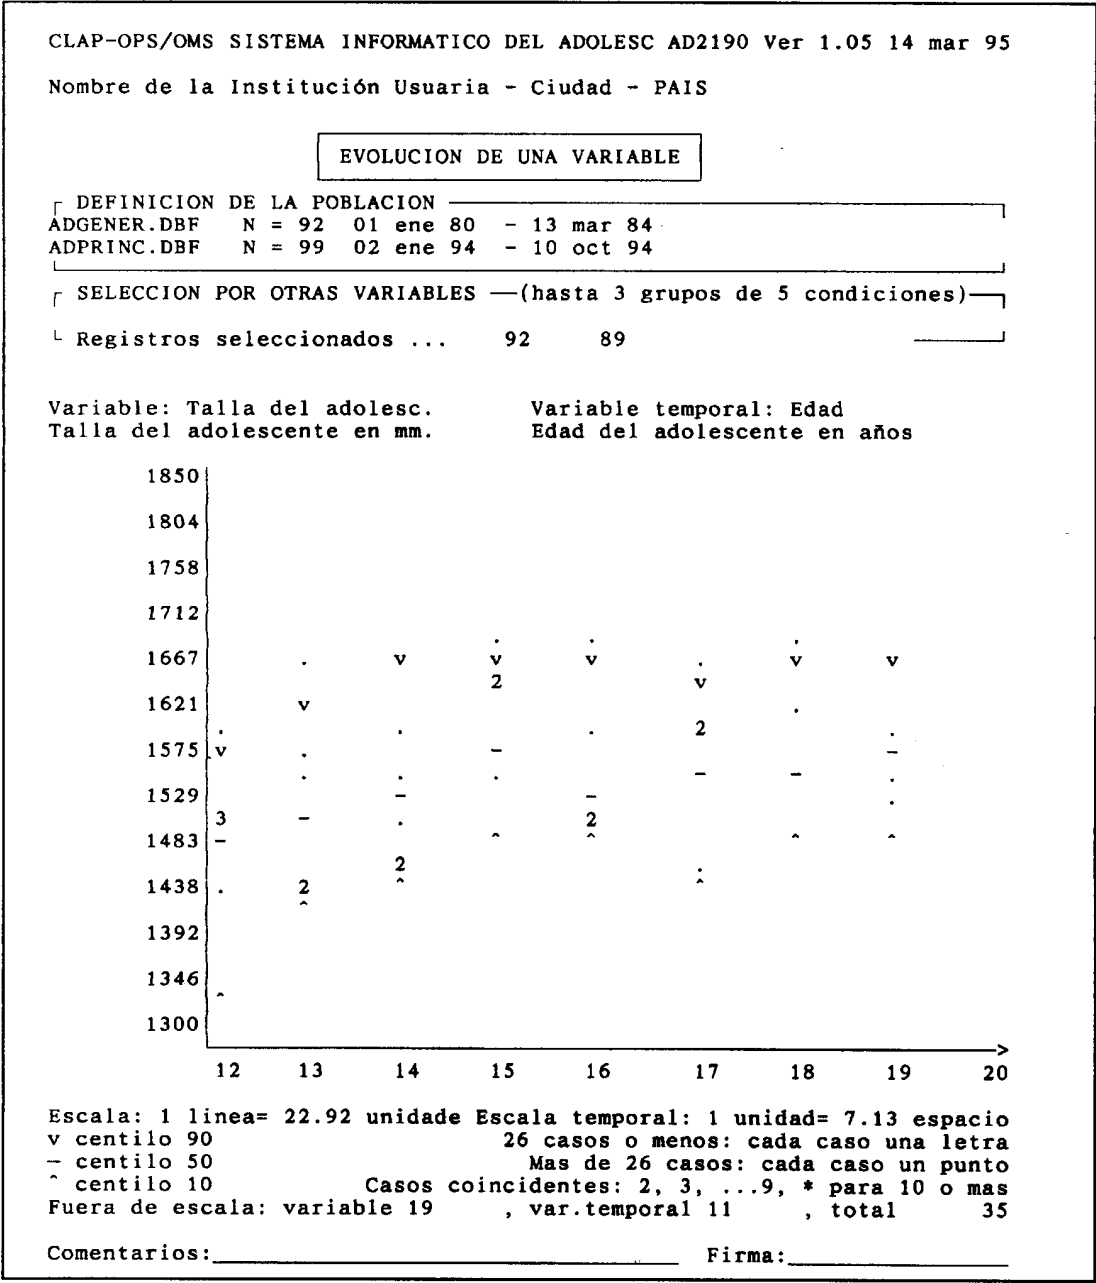 CLAP-OPS/OMS SISTEMA INFORMATICO DEL ADOLESC AD2190 Ver 1.05 14 mar 95
Nombre de la Institución Usuaria - Ciudad - PAIS
EVOLUCION DE UNA VARIABLE
DEFINICION DE LA POBLACION
ADGENER.DBF N = 92 01 ene 80 - 13 mar 84
ADPRINC.DBF N = 99 02 ene 94 - 10 oct 94
SELECCION POR OTRAS VARIABLES (hasta 3 grupos de 5 condiciones)
Registros seleccionados ... 92 89
Variable: Talla del adolesc. Variable temporal: Edad
Talla del adolescente en mm. Edad del adolescente en años
1850
1804
1758
1712
. . .
1667 . v v v . v v
2 v
1621 v .
. . . 2 .
1575 v . - -
. . . - - .
1529 - - .
3 - . 2
1483 - ^ ^ ^ ^
2 .
1438 . 2 ^ ^
^
1392
1346
^
1300
12 13 14 15 16 17 18 19 20
Escala: 1 linea= 22.92 unidade Escala temporal: 1 unidad= 7.13 espacio
v centilo 90 26 casos o menos: cada caso una letra
- centilo 50 Mas de 26 casos: cada caso un punto
^ centilo 10 Casos coincidentes: 2, 3, ...9, * para 10 o mas
Fuera de escala: variable 19 , var.temporal 11 , total 35
Comentarios: Firma: